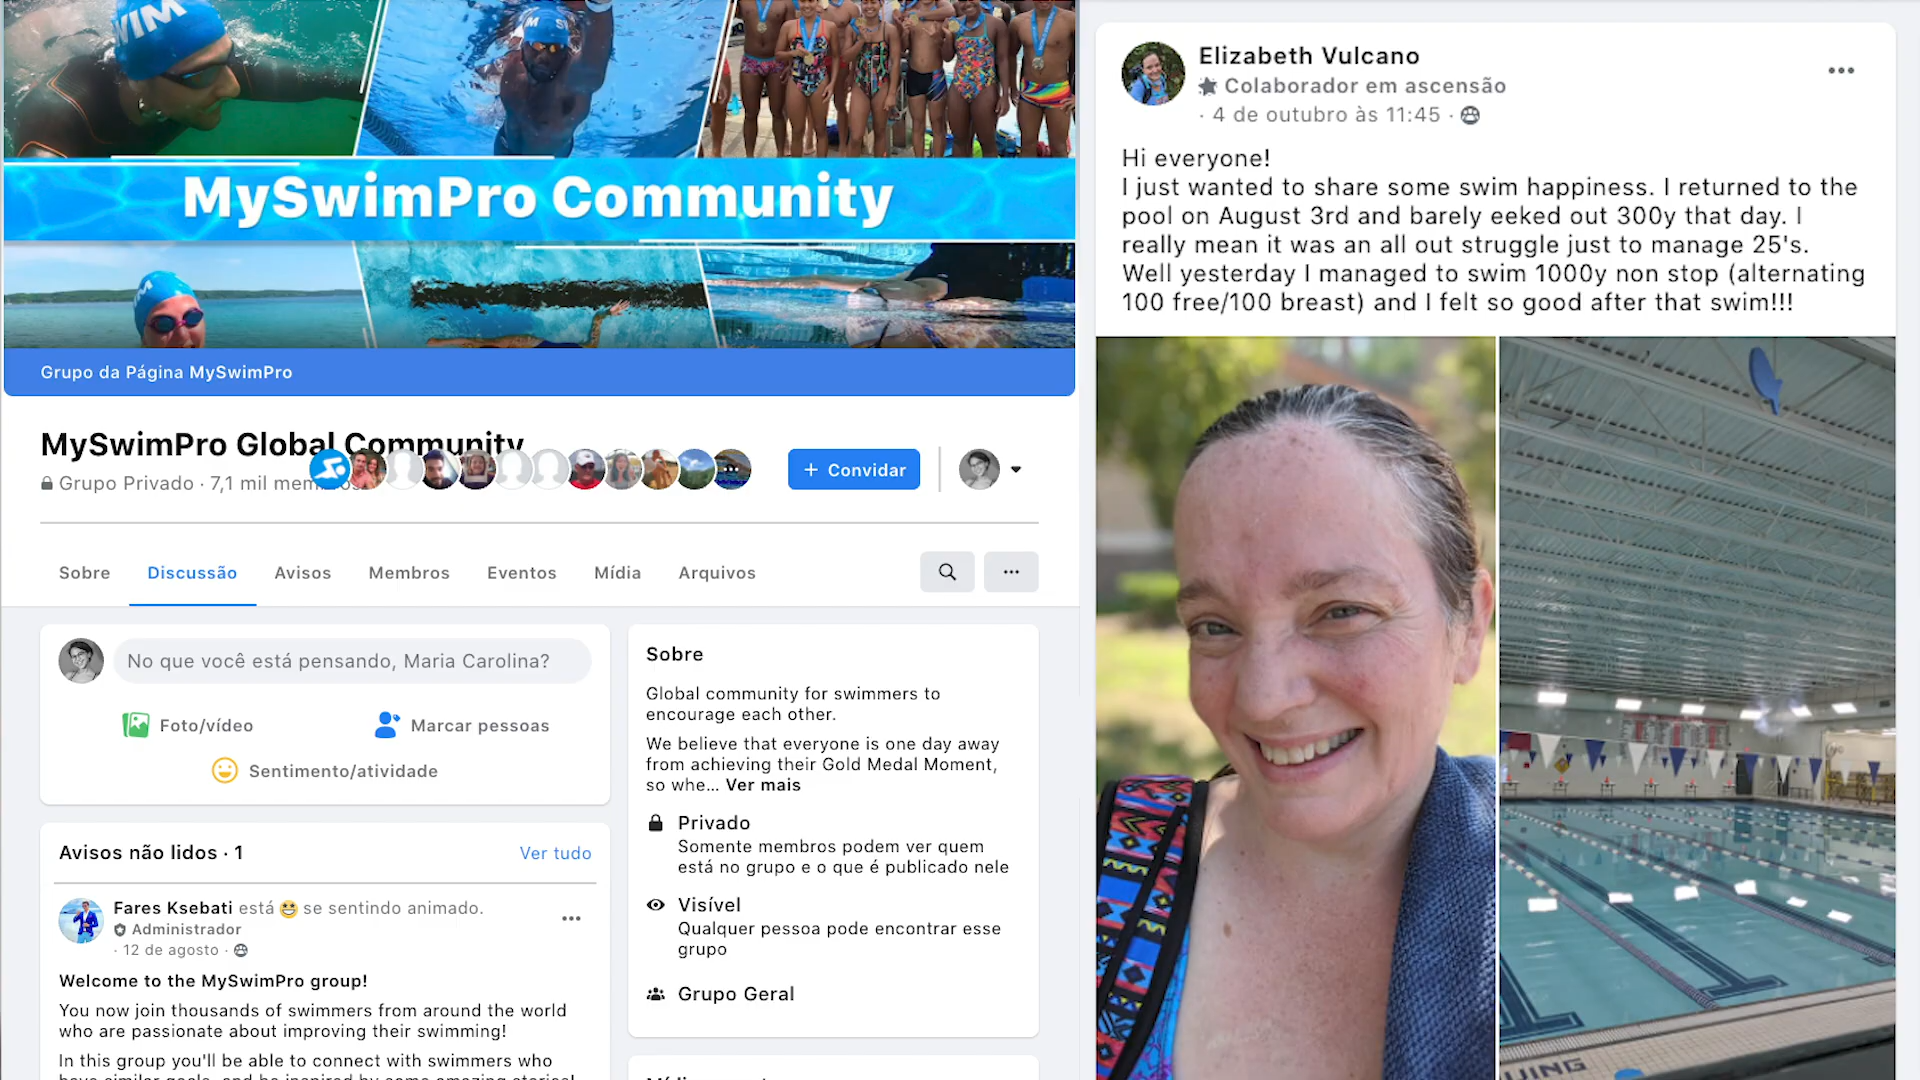 VIM
M S
MySwimPro Community
Grupo da Página MySwimPro
MySwimPro Global Community
Grupo Privado · 7,1 mil
+ Convidar
Sobre
Discussão
Avisos
Membros
Eventos
Mídia
Arquivos
No que você está pensando, Maria Carolina?
Foto/vídeo
Marcar pessoas
Sentimento/atividade
Avisos não lidos · 1
Ver tudo
Fares Ksebati está 😄 se sentindo animado.
Administrador
· 12 de agosto ·
Welcome to the MySwimPro group!
You now join thousands of swimmers from around the world
who are passionate about improving their swimming!
In this group you'll be able to connect with swimmers who
Sobre
Global community for swimmers to
encourage each other.
We believe that everyone is one day away
from achieving their Gold Medal Moment,
so whe... Ver mais
Privado
Somente membros podem ver quem
está no grupo e o que é publicado nele
Visível
Qualquer pessoa pode encontrar esse
grupo
Grupo Geral
Elizabeth Vulcano
Colaborador em ascensão
· 4 de outubro às 11:45 ·
Hi everyone!
I just wanted to share some swim happiness. I returned to the
pool on August 3rd and barely eeked out 300y that day. I
really mean it was an all out struggle just to manage 25's.
Well yesterday I managed to swim 1000y non stop (alternating
100 free/100 breast) and I felt so good after that swim!!!